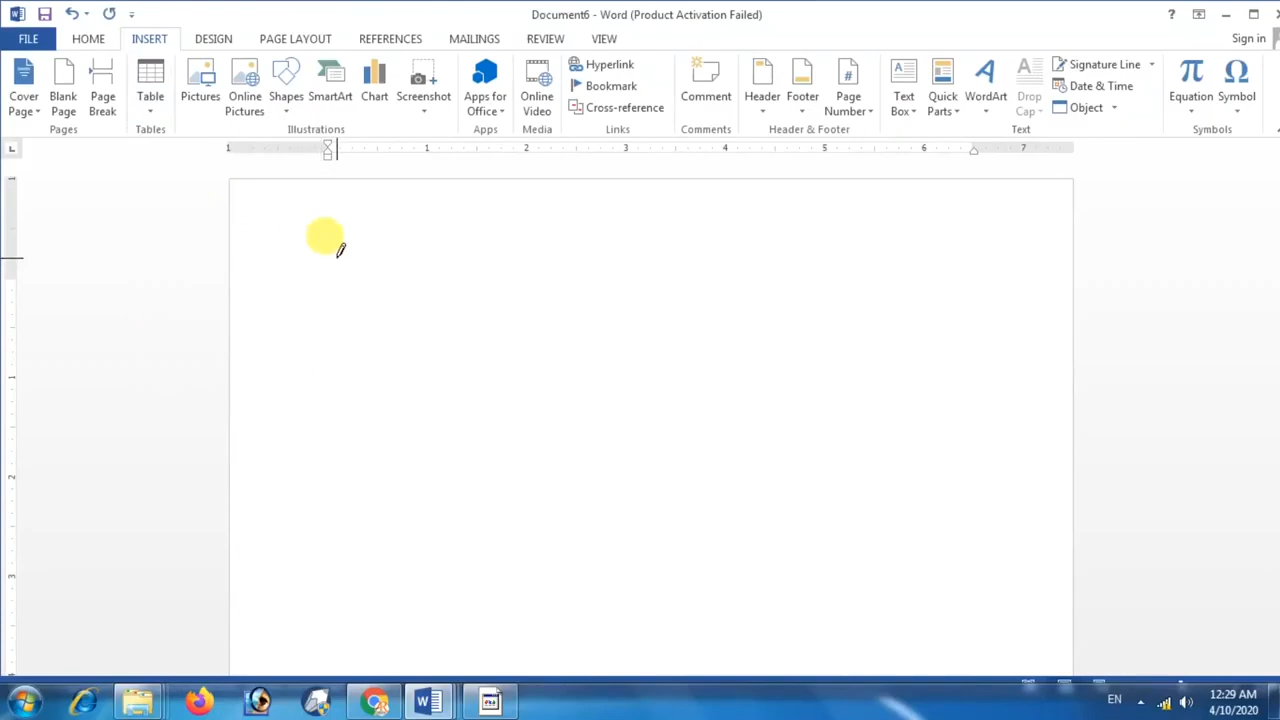 Document6 - Word (Product Activation Failed)
FILE HOME INSERT DESIGN PAGE LAYOUT REFERENCES MAILINGS REVIEW VIEW Sign in
Cover Page
Blank Page
Page Break
Pages
Table
Tables
Pictures
Online Pictures
Shapes
SmartArt
Chart
Screenshot
Illustrations
Apps for Office
Apps
Online Video
Media
Hyperlink
Bookmark
Cross-reference
Links
Comment
Comments
Header
Footer
Page Number
Header & Footer
Text Box
Quick Parts
WordArt
Drop Cap
Signature Line
Date & Time
Object
Text
Equation
Symbol
Symbols
1 1 2 3 4 5 6 7
1
1
2
3
EN
12:29 AM
4/10/2020